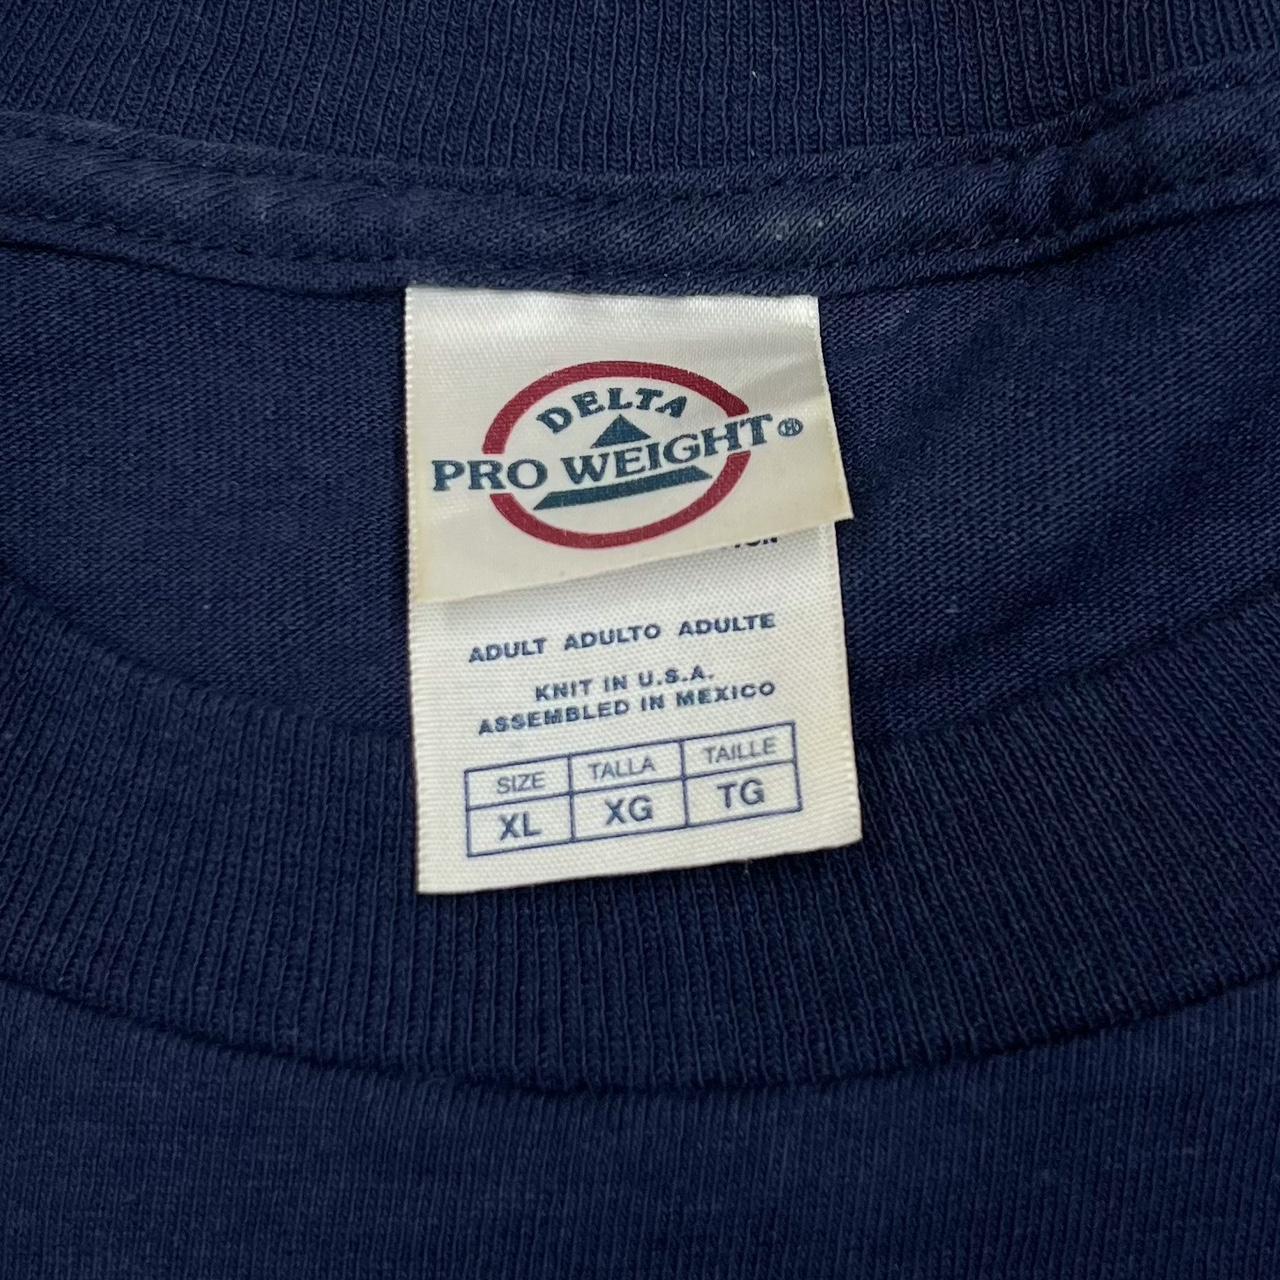 DELTA
PRO WEIGHT®
ADULT ADULTO ADULTE
KNIT IN U.S.A.
ASSEMBLED IN MEXICO
SIZE TALLA TAILLE
XL XG TG